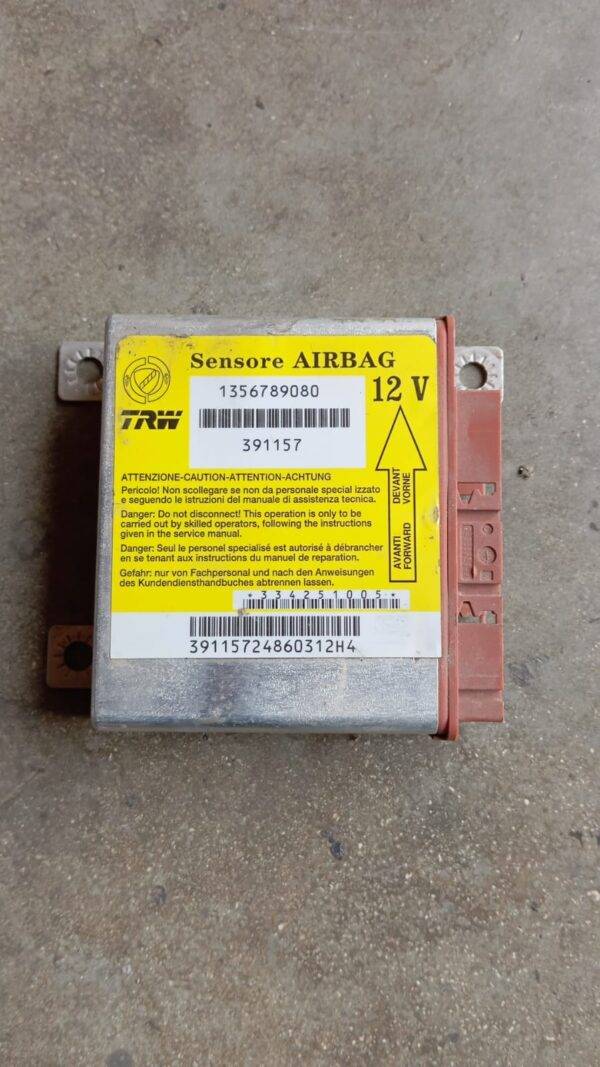 Sensore AIRBAG
1356789080
12 V
TRW
391157
ATTENZIONE-CAUTION-ATTENTION-ACHTUNG
Pericolo! Non scollegare se non da personale special izzato
e seguendo le istruzioni del manuale di assistenza tecnica.
Danger: Do not disconnect! This operation is only to be
carried out by skilled operators, following the instructions
given in the service manual.
Danger: Seul le personel specialisé est autorisé à débrancher
en se tenant aux instructions du manuel de reparation.
Gefahr: nur von Fachpersonal und nach den Anweisungen
des Kundendiensthandbuches abtrennen lassen.
AVANTI DEVANT
FORWARD VORNE
*334251005*
39115724860312H4